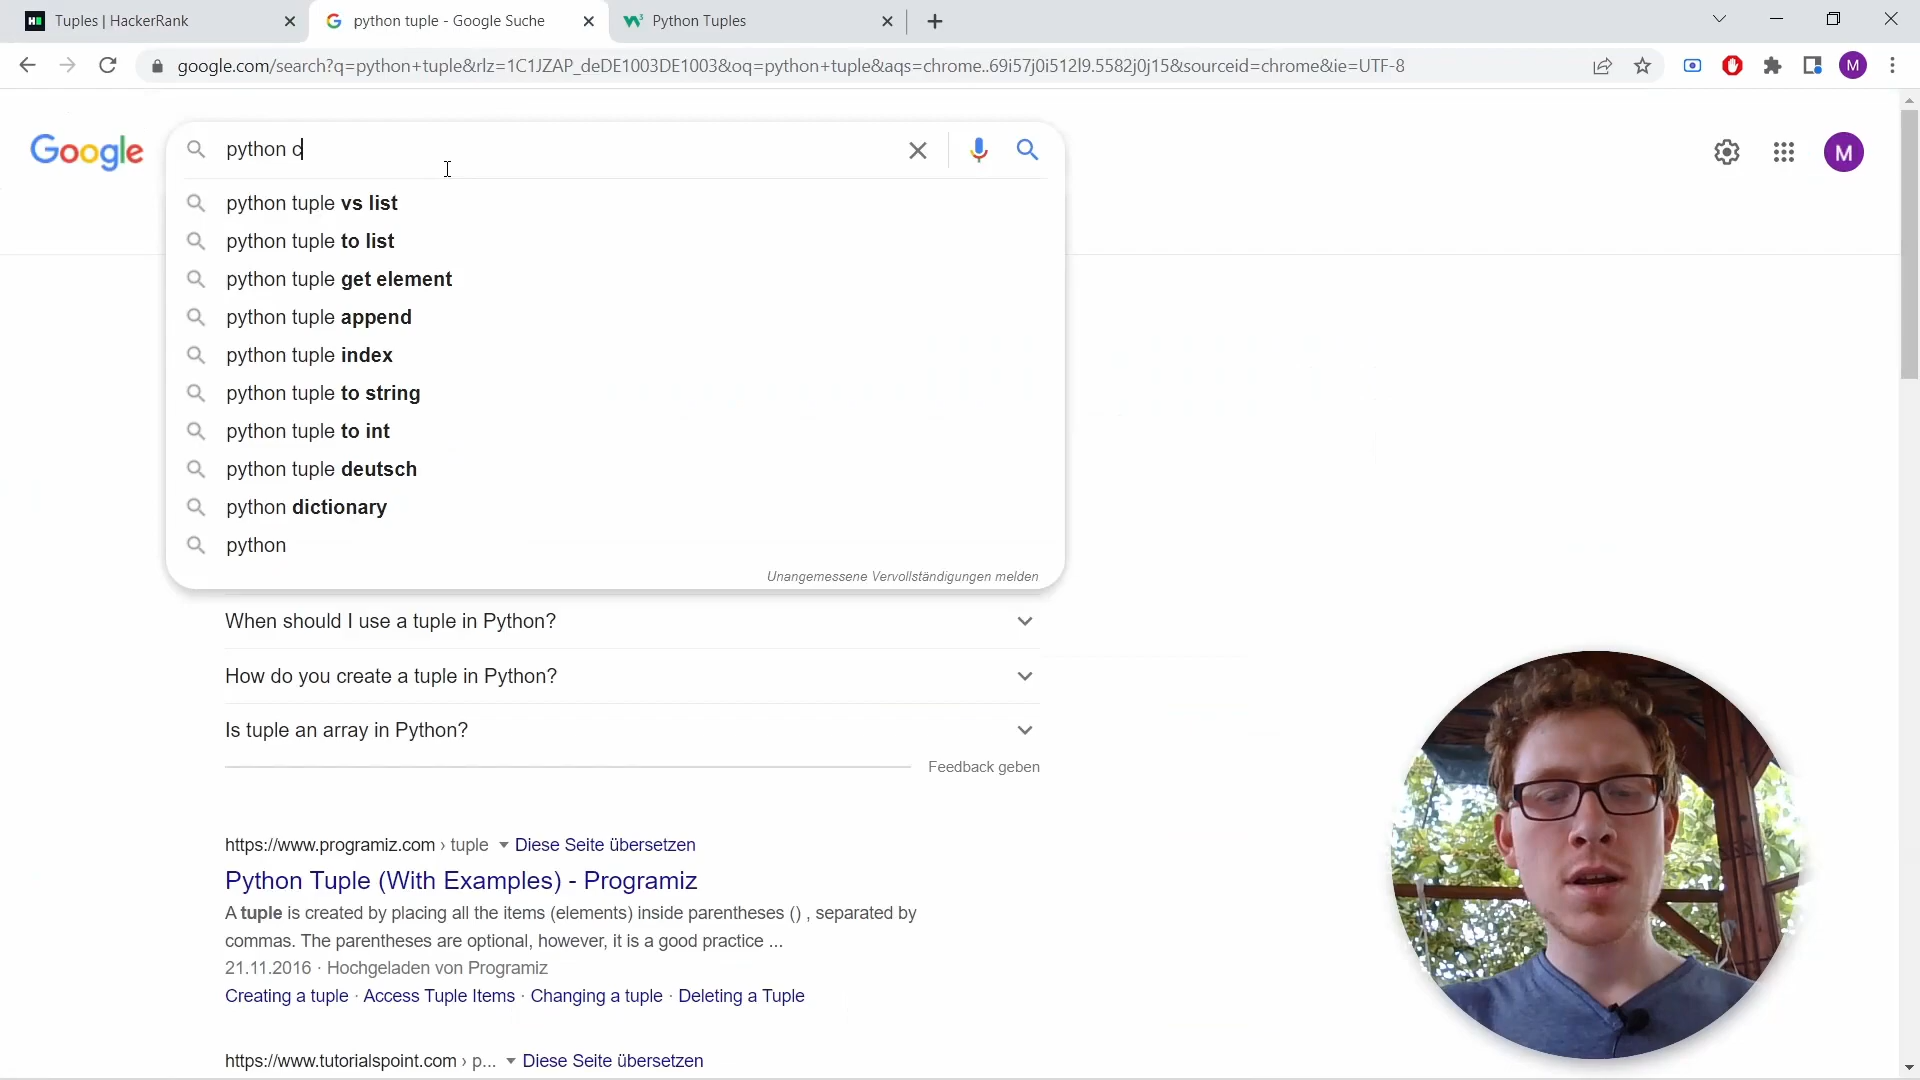 Tuples | HackerRank
python tuple - Google Suche
Python Tuples
google.com/search?q=python+tuple&rlz=1C1JZAP_deDE1003DE1003&oq=python+tuple&aqs=chrome..69i57j0i512l9.5582j0j15&sourceid=chrome&ie=UTF-8
M
Google
python c
M
python tuple vs list
python tuple to list
python tuple get element
python tuple append
python tuple index
python tuple to string
python tuple to int
python tuple deutsch
python dictionary
python
Unangemessene Vervollständigungen melden
When should I use a tuple in Python?
How do you create a tuple in Python?
Is tuple an array in Python?
Feedback geben
https://www.programiz.com › tuple Diese Seite übersetzen
Python Tuple (With Examples) - Programiz
A tuple is created by placing all the items (elements) inside parentheses () , separated by
commas. The parentheses are optional, however, it is a good practice ...
21.11.2016 · Hochgeladen von Programiz
Creating a tuple · Access Tuple Items · Changing a tuple · Deleting a Tuple
https://www.tutorialspoint.com › p... Diese Seite übersetzen